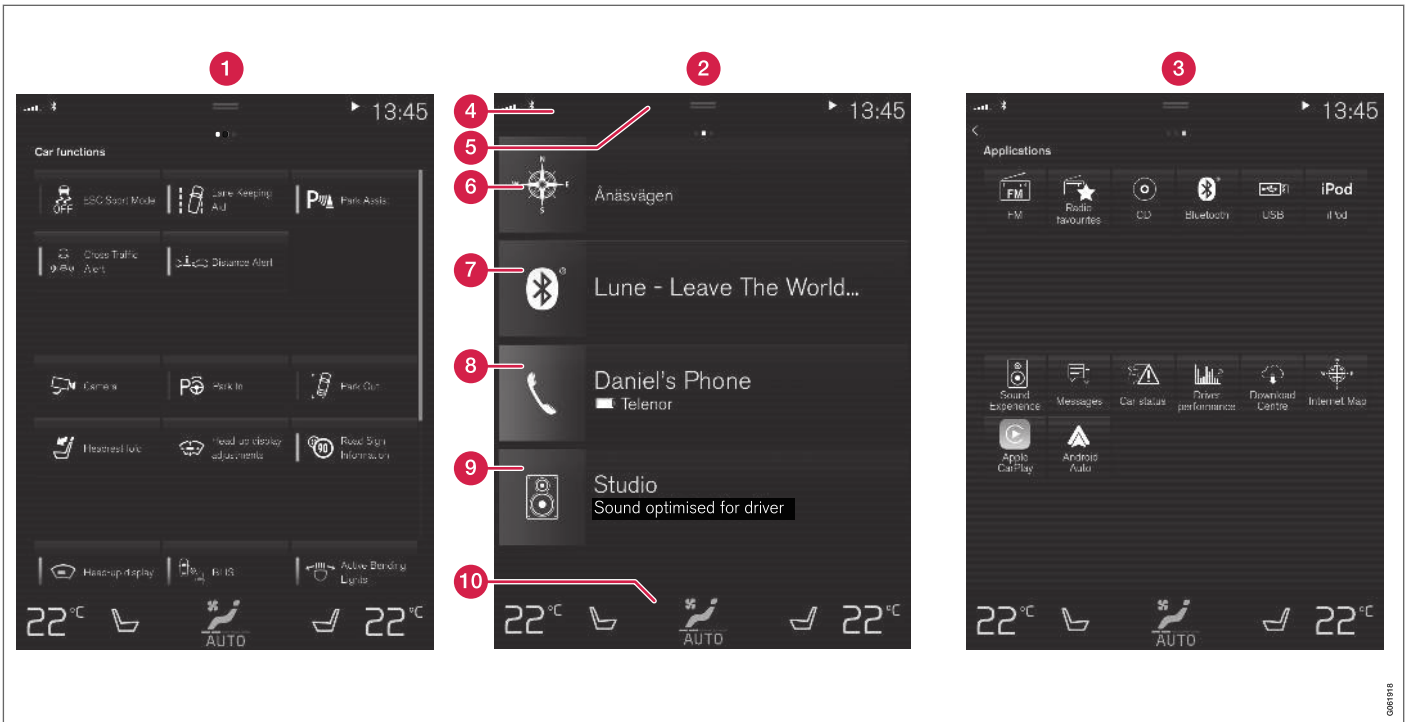 1
2
3
13:45
Car functions
ESC Sport Mode
OFF
Lane Keeping
Aid
Park Assist
Cross Traffic
Alert
Distance Alert
Camera
Park In
Park Out
Headrest fold
Head-up display
adjustments
90
Road Sign
Information
Head-up display
BLIS
Active Bending
Lights
22°C
AUTO
22°C
4
13:45
5
6
N
E
S
Ånäsvägen
7
Lune - Leave The World...
8
Daniel's Phone
Telenor
9
Studio
Sound optimised for driver
10
22°C
AUTO
22°C
13:45
Applications
FM
FM
Radio
favourites
CD
Bluetooth
USB
iPod
iPod
Sound
Experience
Messages
Car status
Driver
performance
Download
Centre
Internet Map
Apple
CarPlay
Android
Auto
22°C
AUTO
22°C
G061918